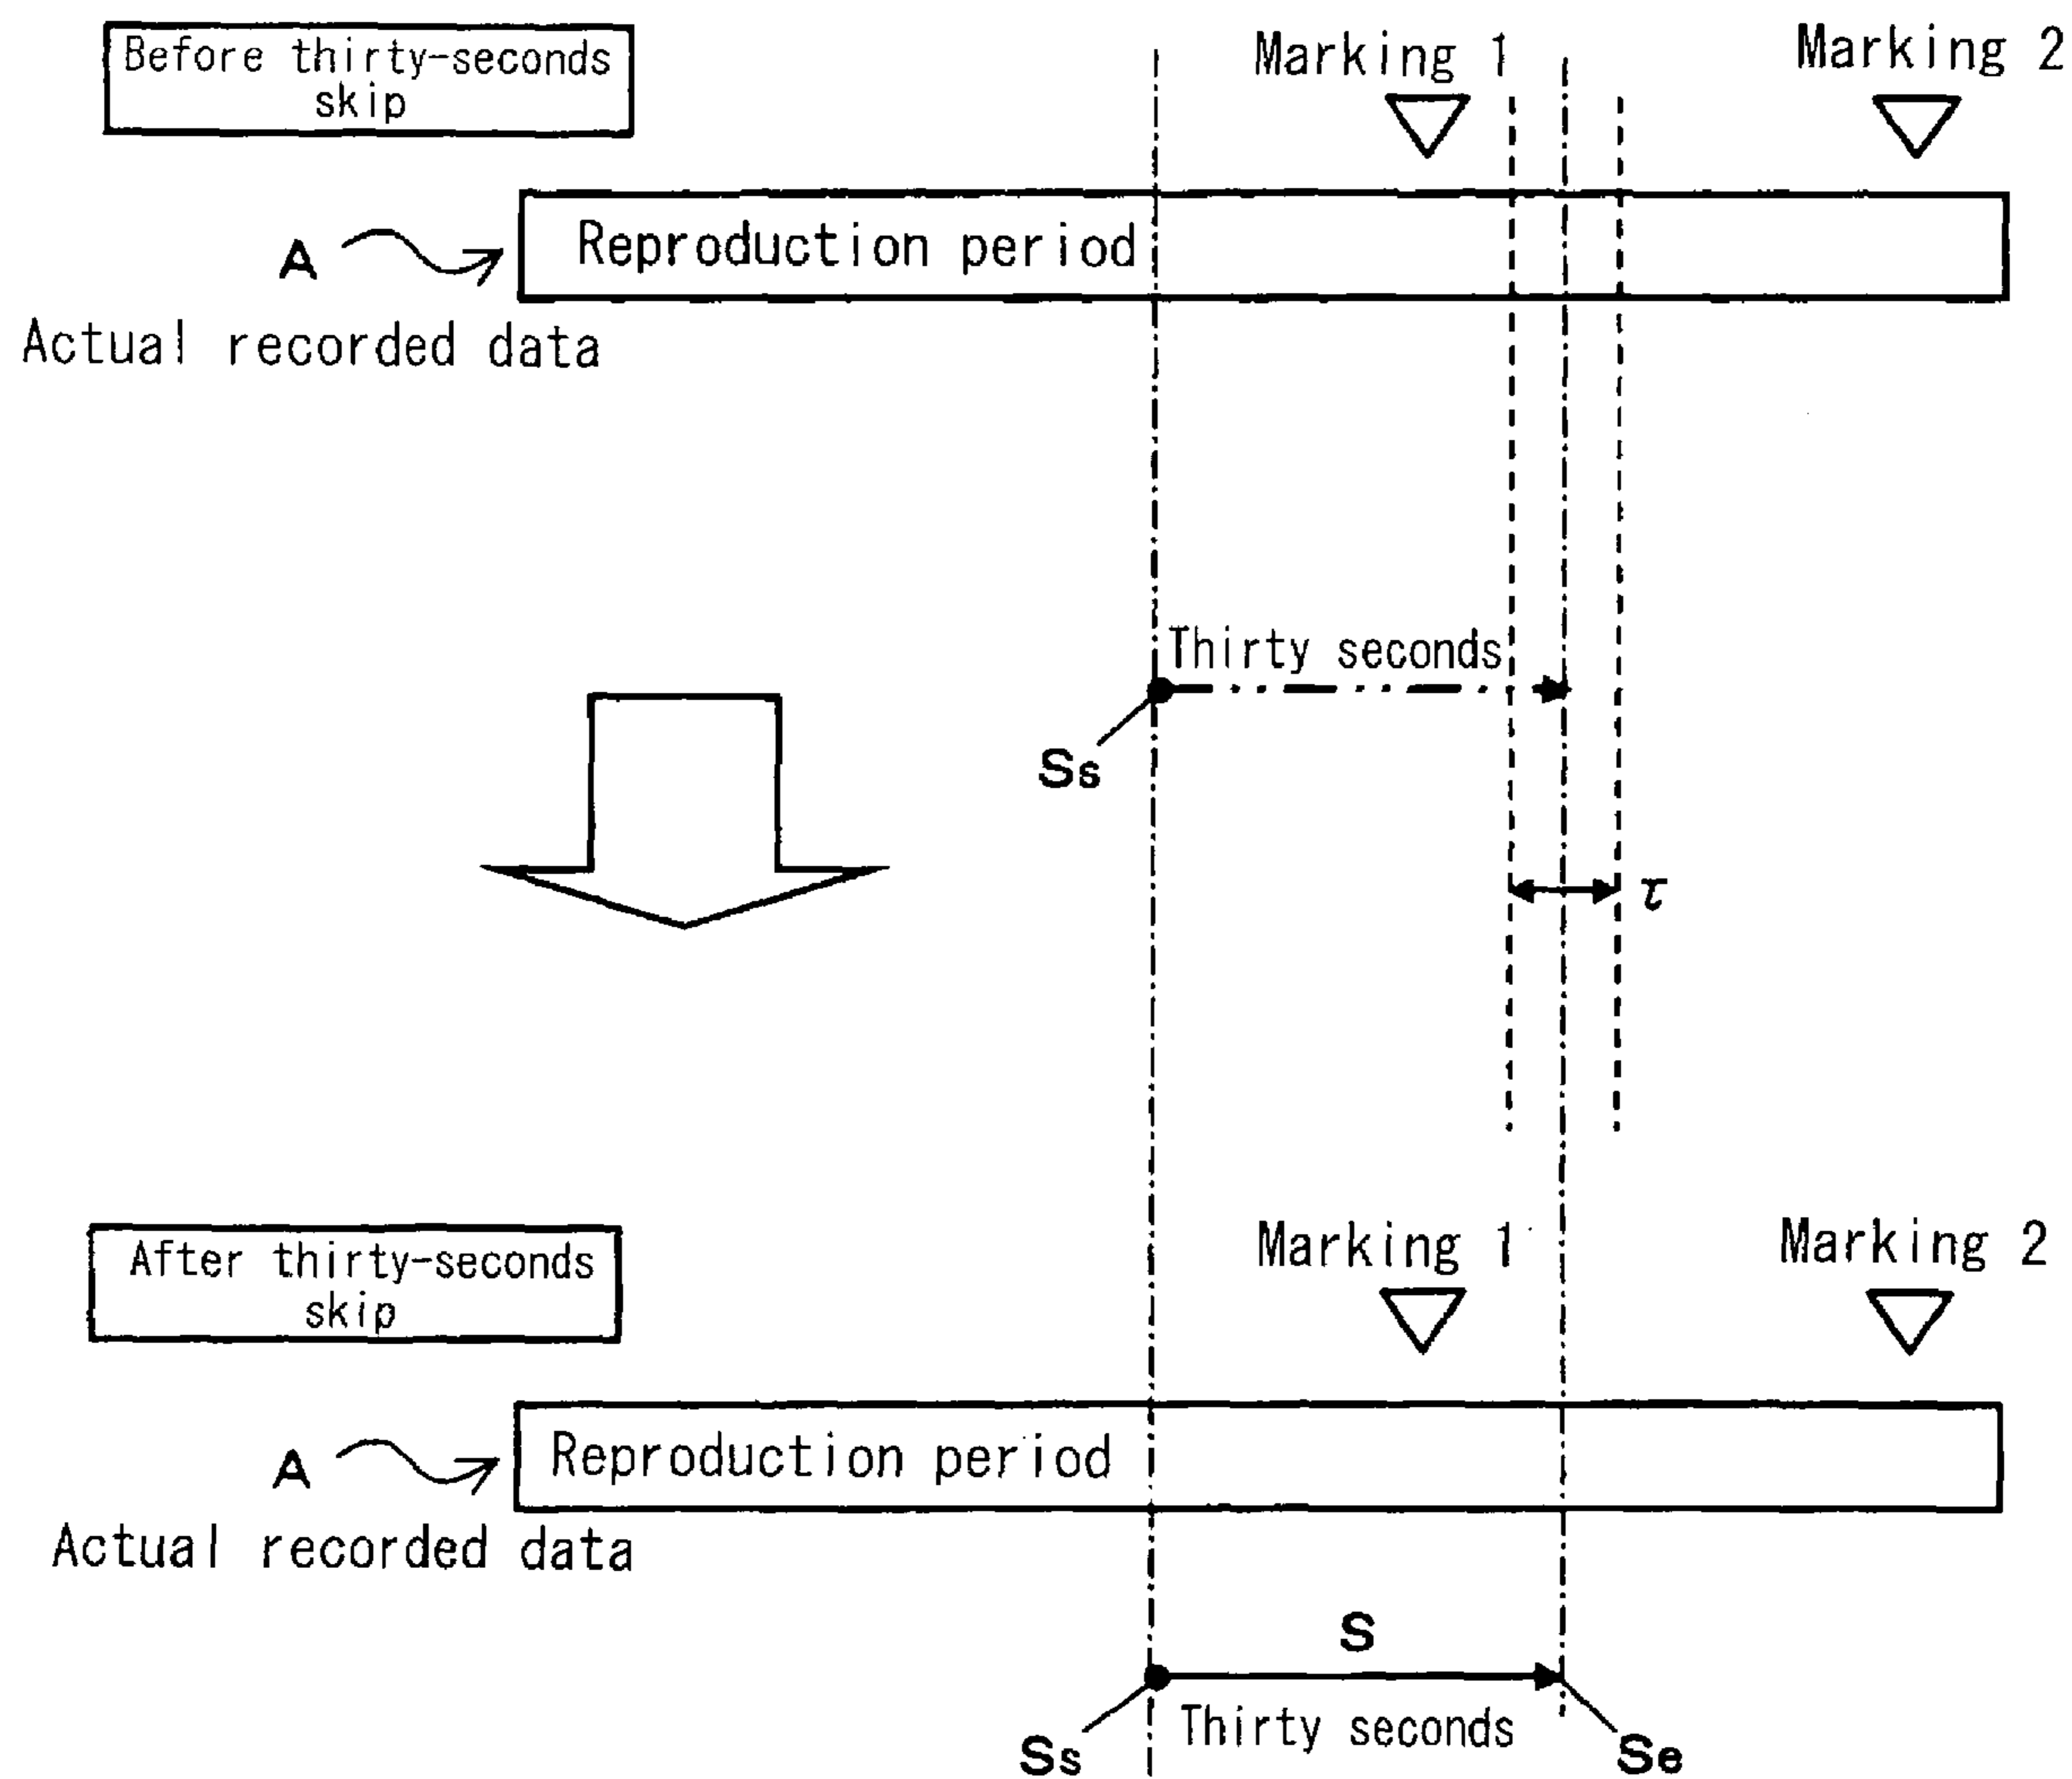 Before thirty-seconds
skip
Marking 1
Marking 2
Reproduction period
A
Actual recorded data
Thirty seconds
Ss
τ
After thirty-seconds
skip
Marking 1
Marking 2
Reproduction period
A
Actual recorded data
S
Thirty seconds
Ss
Se